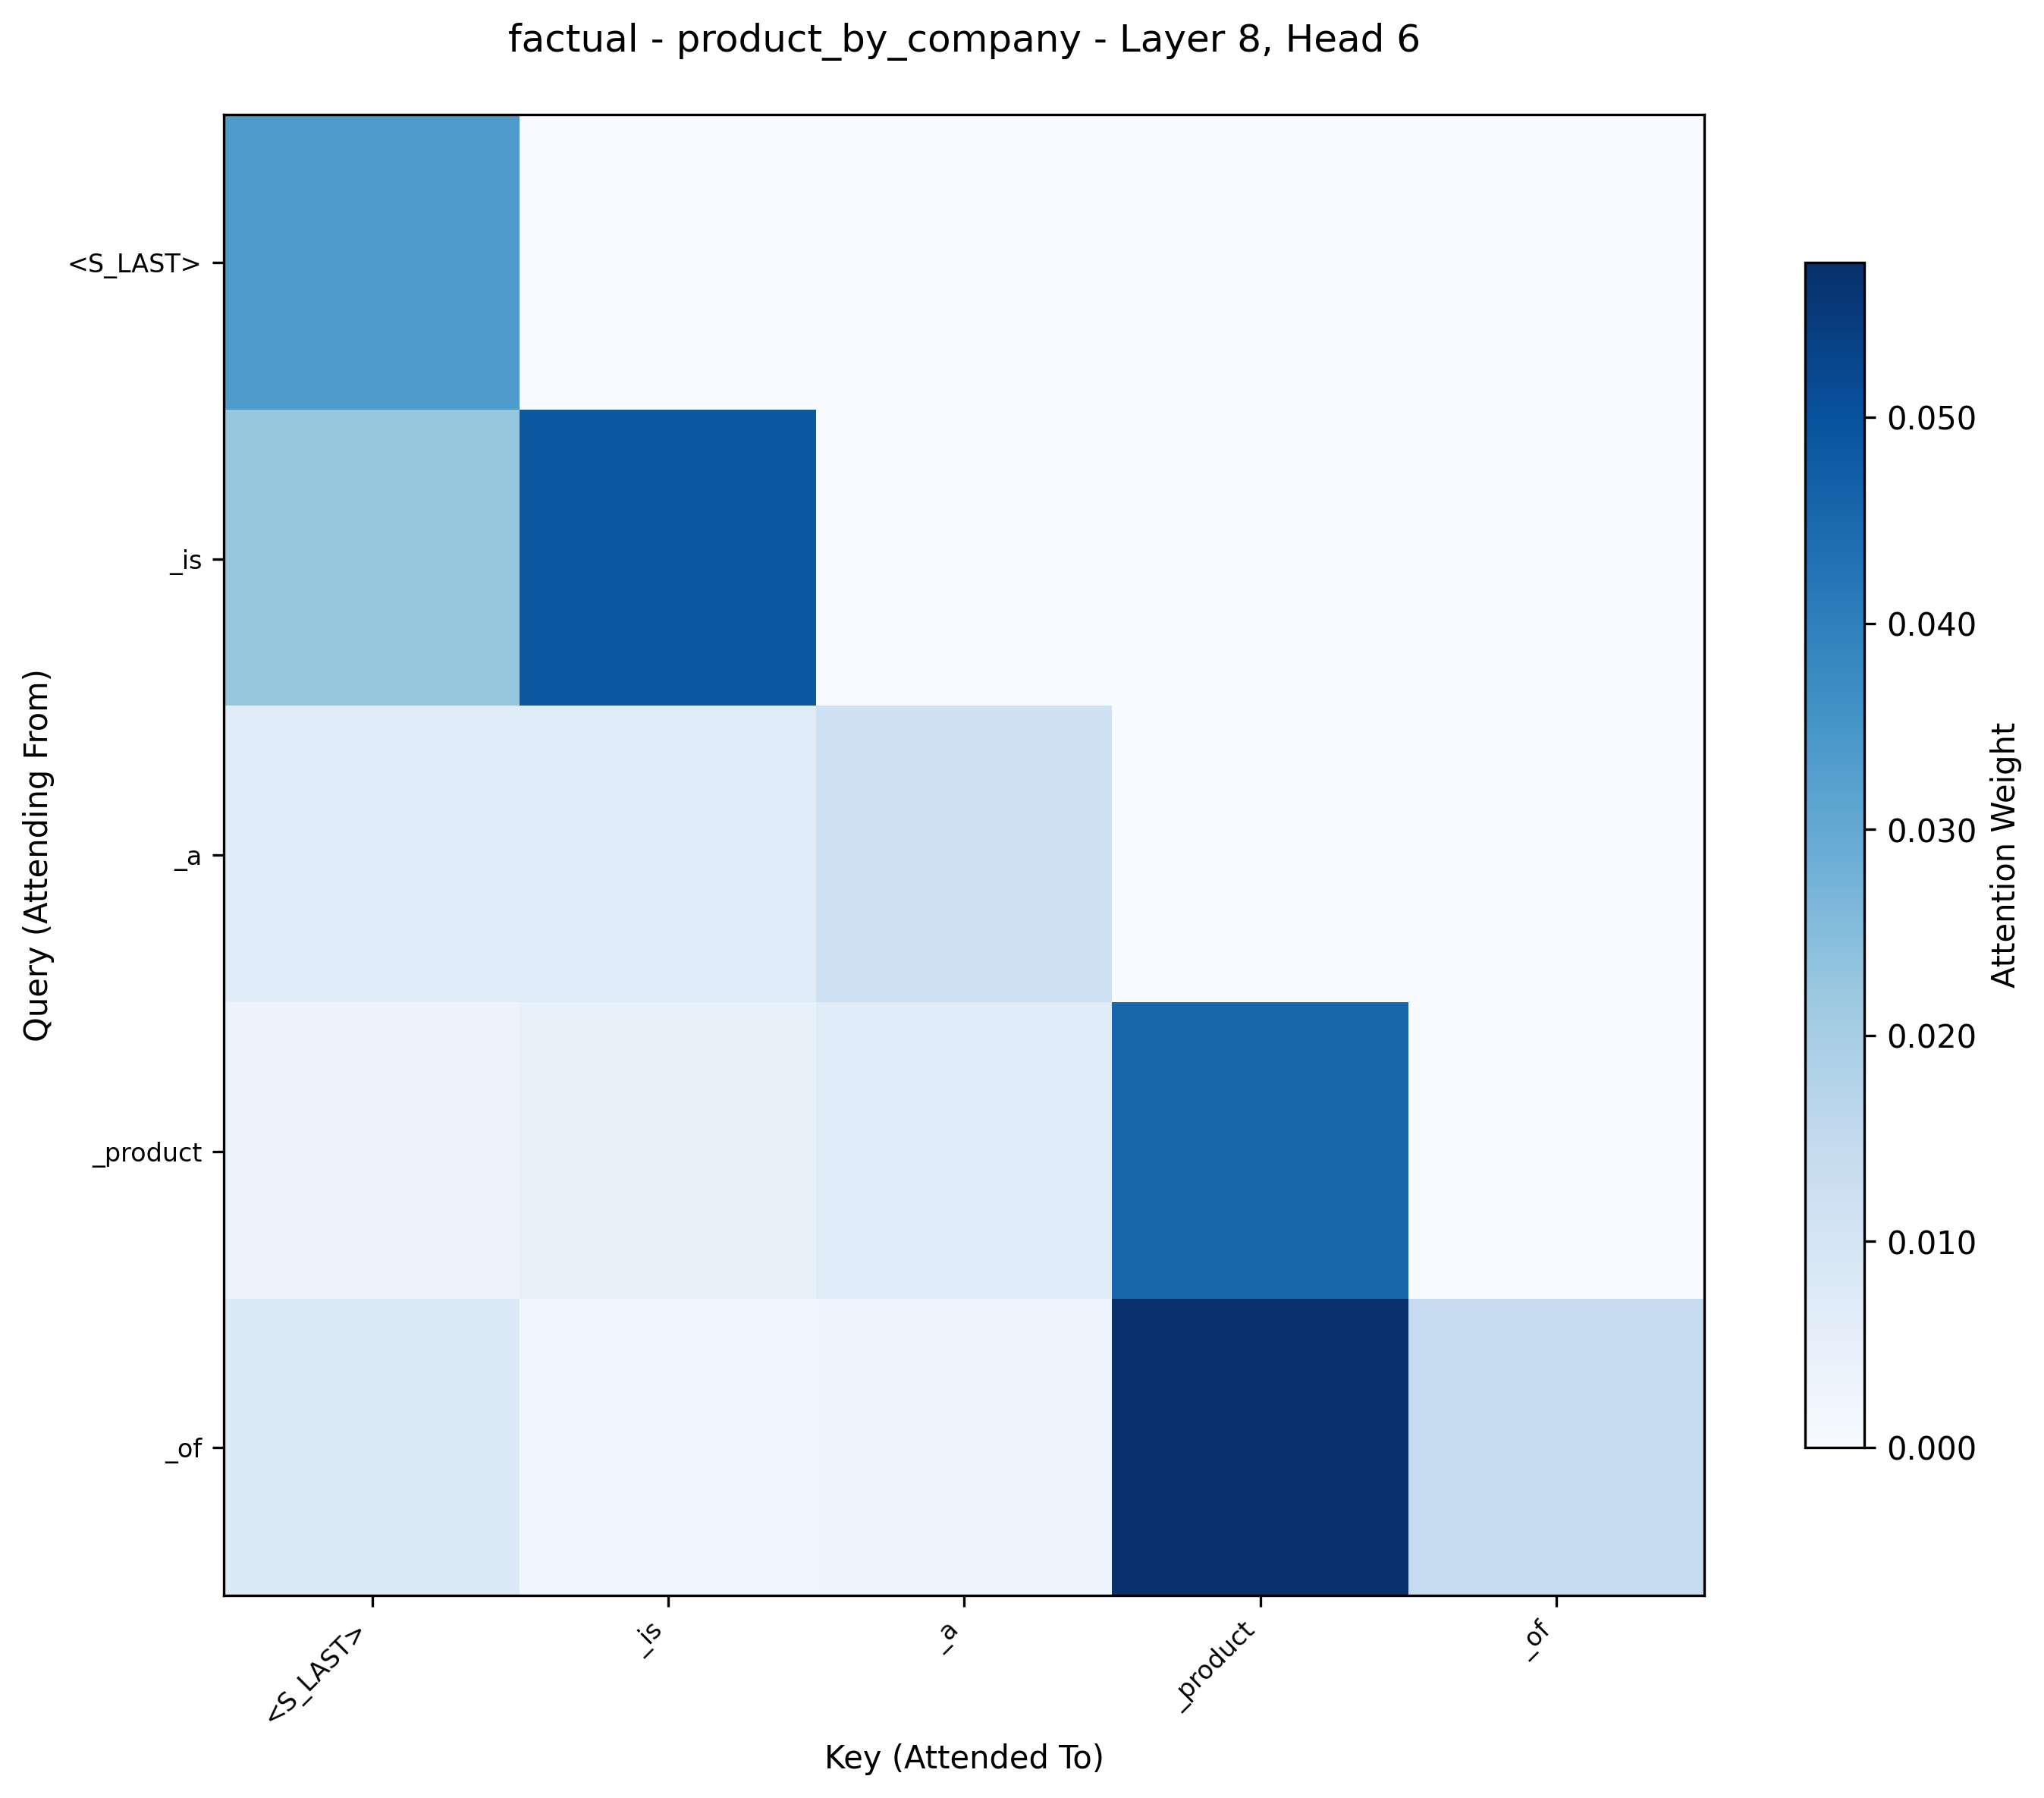 factual - product_by_company - Layer 8, Head 6
Query (Attending From)
<S_LAST>
_is
_a
_product
_of
<S_LAST>
_is
_a
_product
_of
Key (Attended To)
0.050
0.040
0.030
0.020
0.010
0.000
Attention Weight